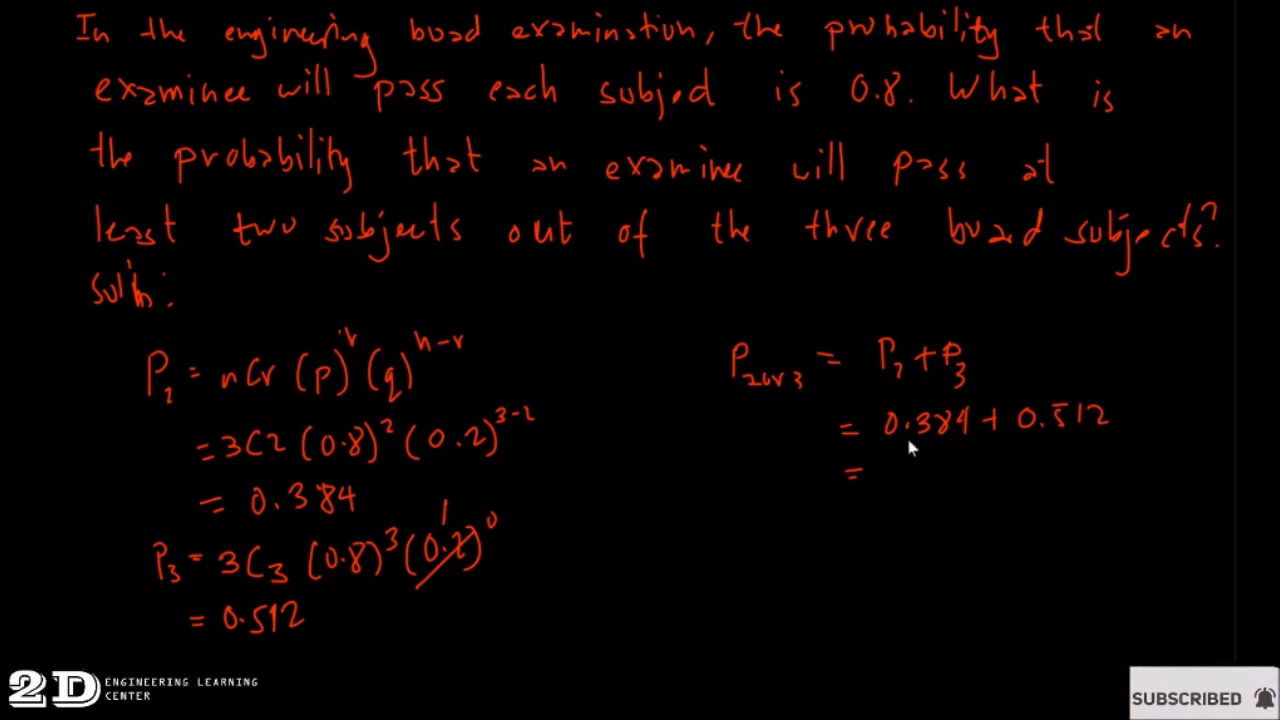 In the engineering board examination, the probability that an
examinee will pass each subject is 0.8. What is
the probability that an examinee will pass at
least two subjects out of the three board subjects?
Sol'n:
P₂ = nCr (p)^r (q)^n-r
= 3C2 (0.8)² (0.2)^3-2
= 0.384
P₃ = 3C₃ (0.8)³ (0.2)⁰ 1
= 0.512
P₂ₒᵣ₃ = P₂ + P₃
= 0.384 + 0.512
=
2D ENGINEERING LEARNING
CENTER
SUBSCRIBED